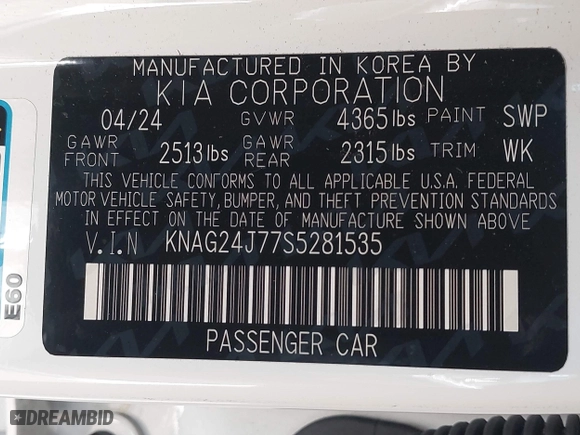 MANUFACTURED IN KOREA BY
KIA CORPORATION
04/24 GVWR 4365 lbs PAINT SWP
GAWR FRONT 2513 lbs GAWR REAR 2315 lbs TRIM WK
THIS VEHICLE CONFORMS TO ALL APPLICABLE U.S.A. FEDERAL
MOTOR VEHICLE SAFETY, BUMPER, AND THEFT PREVENTION STANDARDS
IN EFFECT ON THE DATE OF MANUFACTURE SHOWN ABOVE
V.I.N KNAG24J77S5281535
PASSENGER CAR
E60
DREAMBID